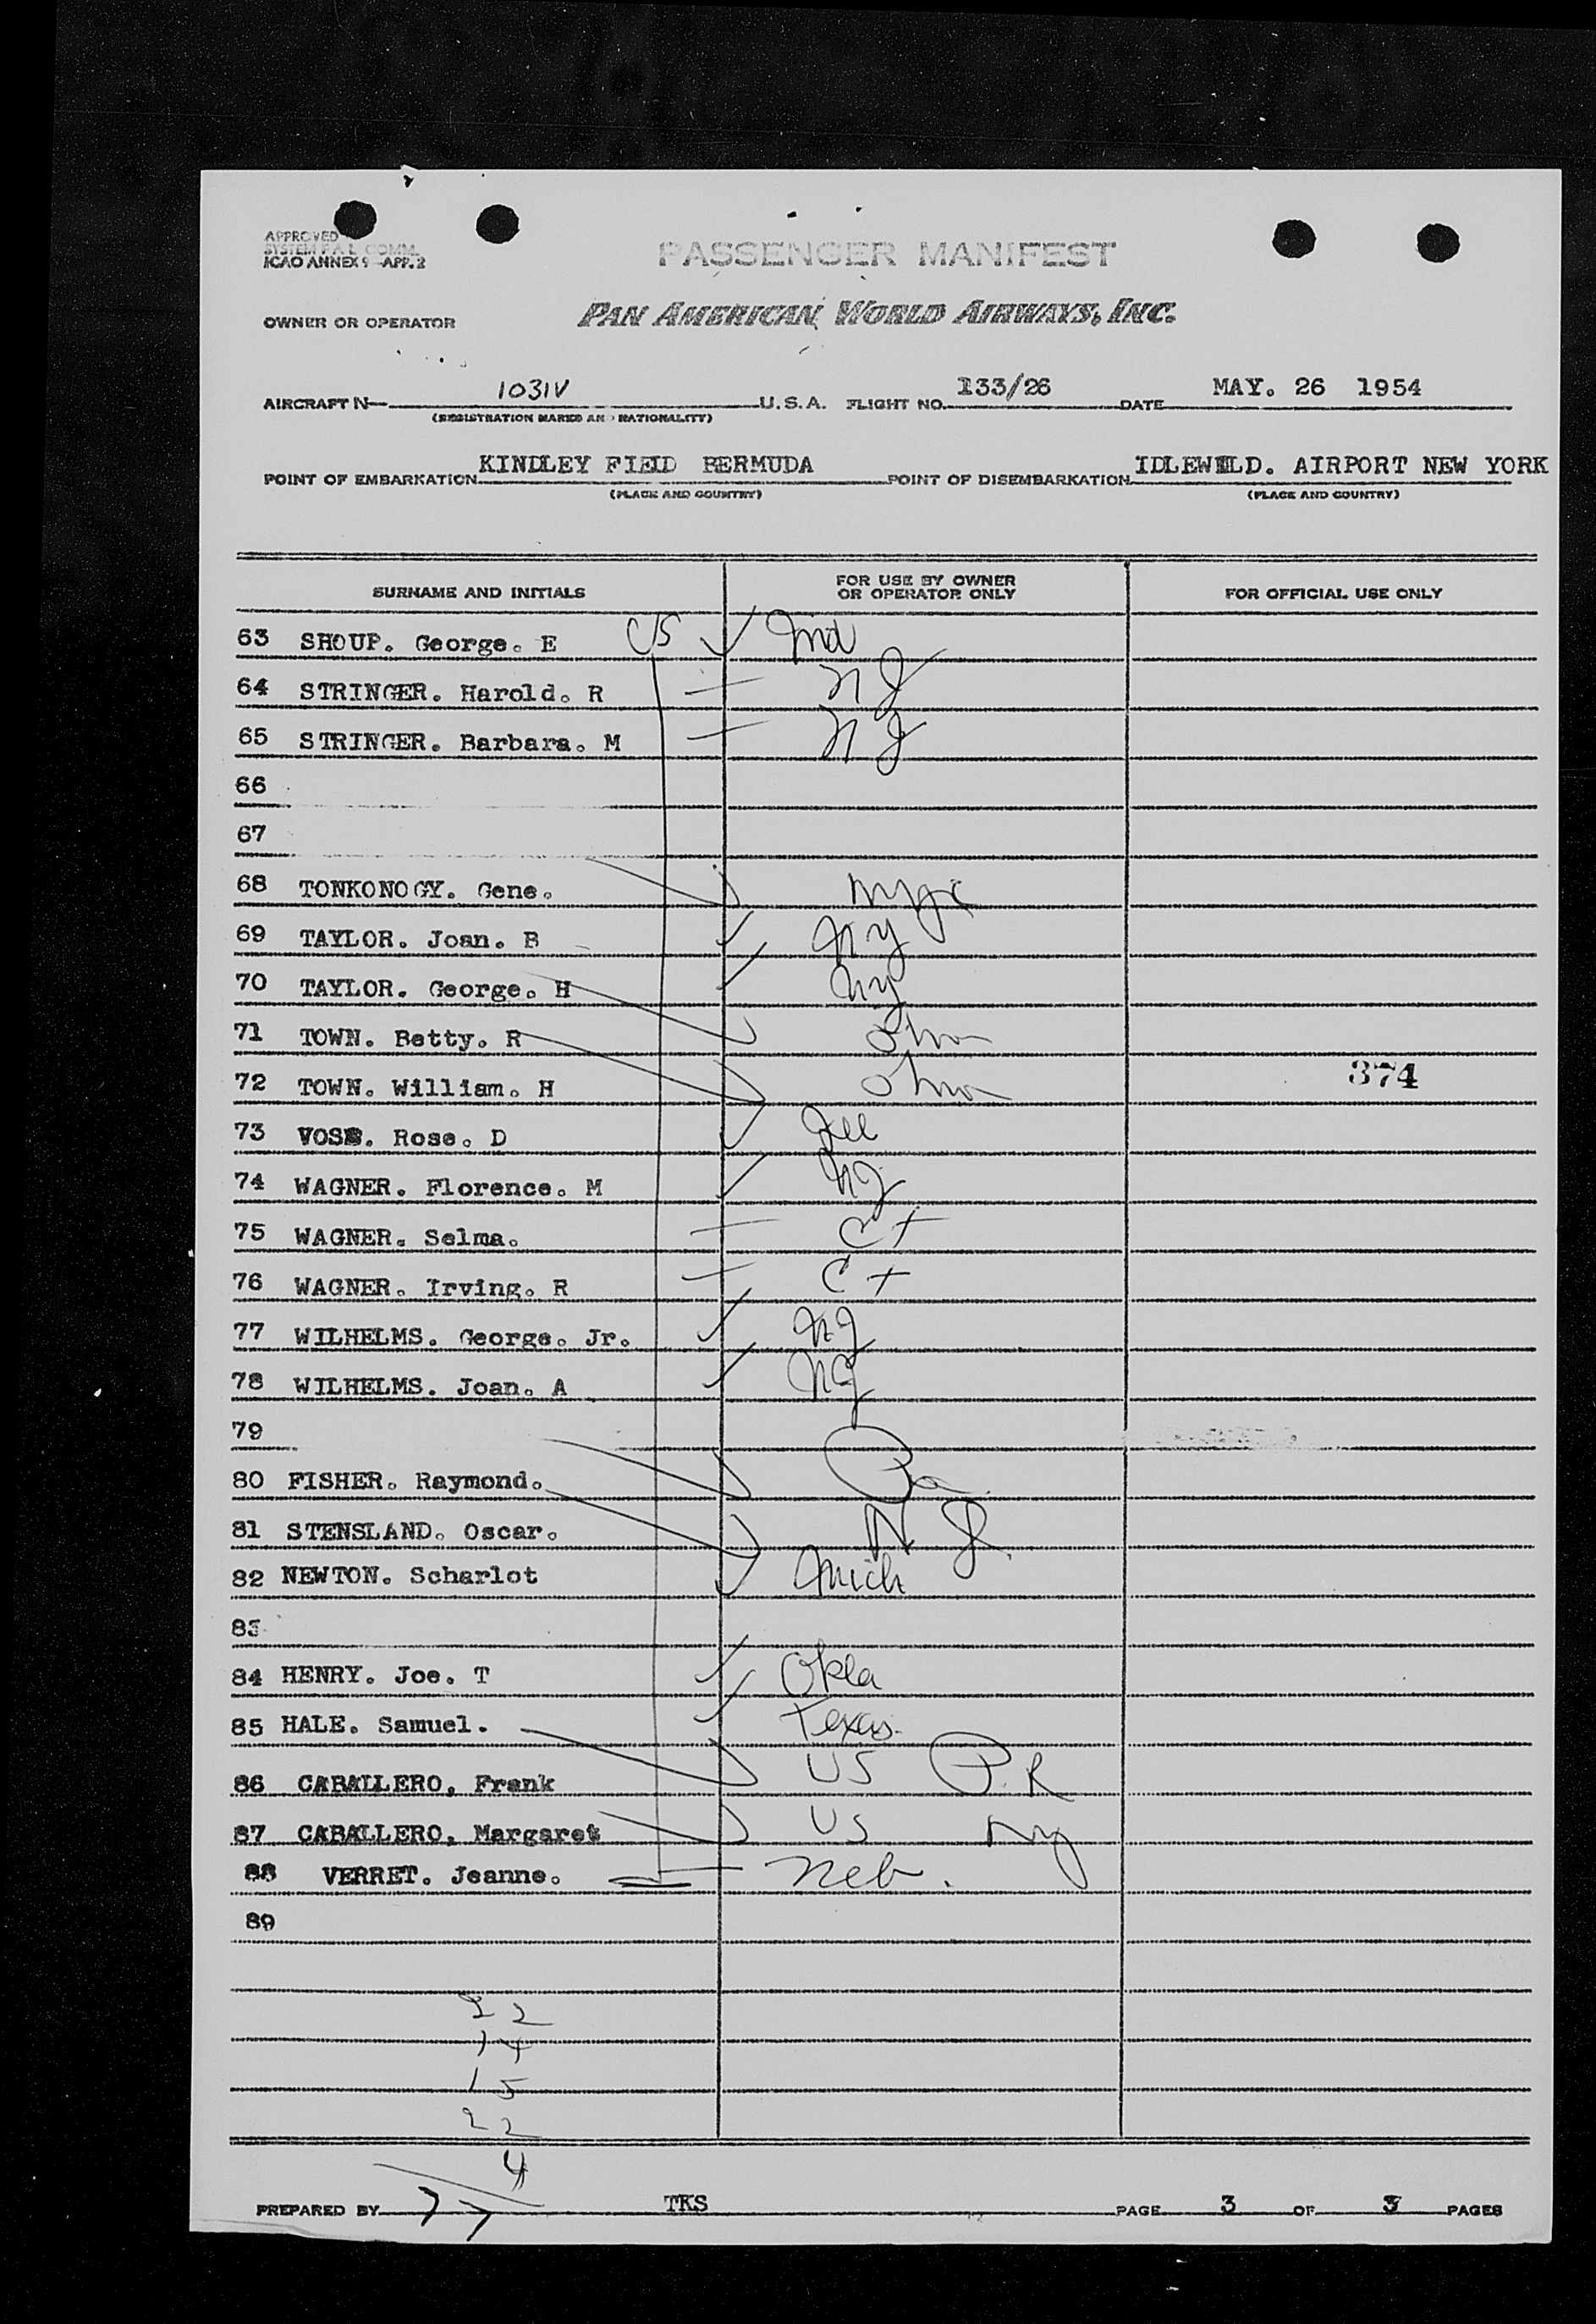 APPROVED
SYSTEM F.A.L. COMM.
ICAO ANNEX 9—APP. 2
PASSENGER MANIFEST
OWNER OR OPERATOR
PAN AMERICAN WORLD AIRWAYS, INC.
AIRCRAFT N— 1031V U.S.A. FLIGHT NO. 133/26 DATE MAY. 26 1954
(REGISTRATION MARKS AND NATIONALITY)
POINT OF EMBARKATION KINDLEY FIELD BERMUDA POINT OF DISEMBARKATION IDLEWILD. AIRPORT NEW YORK
(PLACE AND COUNTRY) (PLACE AND COUNTRY)
SURNAME AND INITIALS FOR USE BY OWNER OR OPERATOR ONLY FOR OFFICIAL USE ONLY
63 SHOUP. George. E US
64 STRINGER. Harold. R NJ
65 STRINGER. Barbara. M NJ
66
67
68 TONKONOGY. Gene.
69 TAYLOR. Joan. B NY
70 TAYLOR. George. H NY
71 TOWN. Betty. R Ohio
72 TOWN. William. H Ohio 374
73 VOSS. Rose. D Ill
74 WAGNER. Florence. M NJ
75 WAGNER. Selma. Ct
76 WAGNER. Irving. R Ct
77 WILHELMS. George. Jr. NJ
78 WILHELMS. Joan. A NJ
79
80 FISHER. Raymond. Pa.
81 STENSLAND. Oscar. N J.
82 NEWTON. Scharlot Mich
83
84 HENRY. Joe. T Okla
85 HALE. Samuel. Texas.
86 CABALLERO, Frank US P.R
87 CABALLERO, Margaret US NY
88 VERRET. Jeanne. Neb.
89
22
14
15
22
4
PREPARED BY 77 TKS PAGE 3 OF 3 PAGES